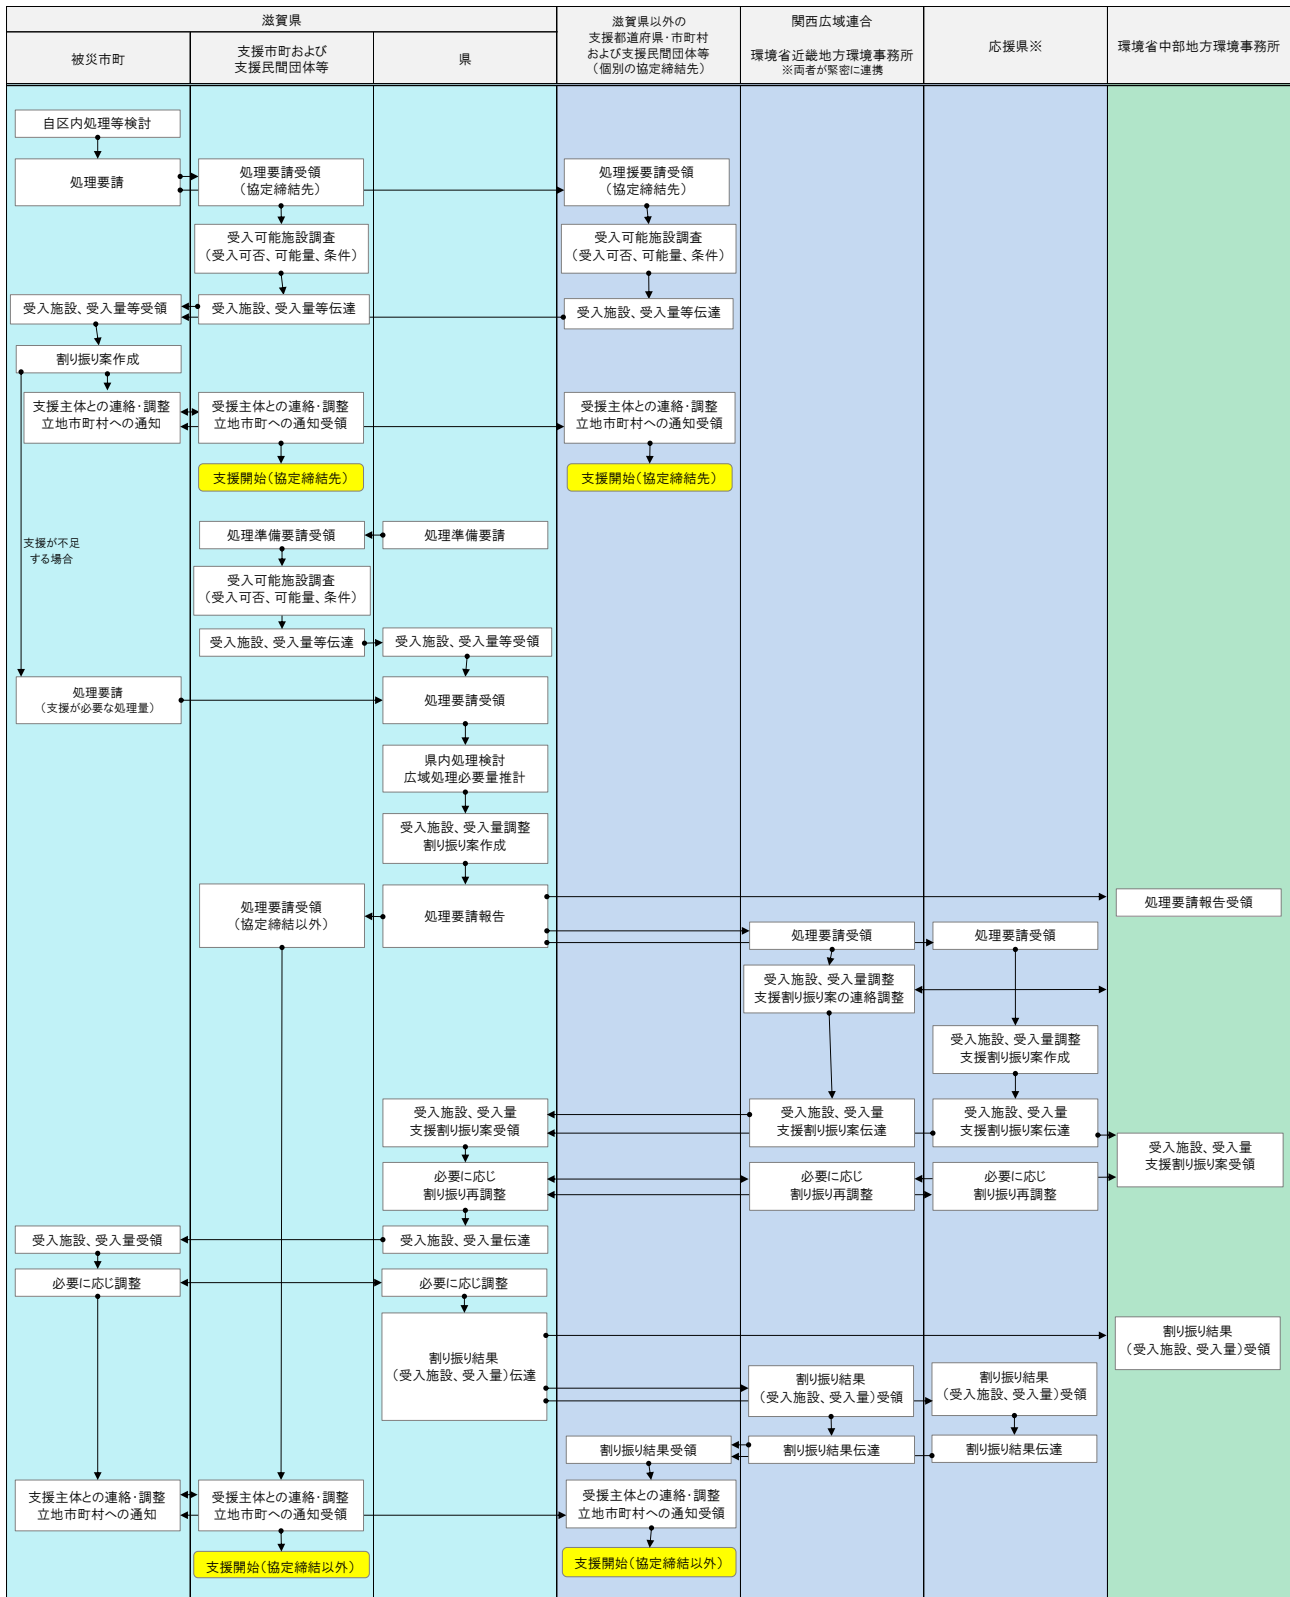 滋賀県
滋賀県以外の
支援都道府県・市町村
および支援民間団体等
（個別の協定締結先）
関西広域連合
環境省近畿地方環境事務所
※両者が緊密に連携
応援県※
環境省中部地方環境事務所
被災市町
支援市町および
支援民間団体等
県
自区内処理等検討
処理要請
処理要請受領
（協定締結先）
処理援要請受領
（協定締結先）
受入可能施設調査
（受入可否、可能量、条件）
受入可能施設調査
（受入可否、可能量、条件）
受入施設、受入量等受領
受入施設、受入量等伝達
受入施設、受入量等伝達
割り振り案作成
支援主体との連絡・調整
立地市町村への通知
受援主体との連絡・調整
立地市町への通知受領
受援主体との連絡・調整
立地市町村への通知受領
支援開始（協定締結先）
支援開始（協定締結先）
支援が不足
する場合
処理準備要請受領
処理準備要請
受入可能施設調査
（受入可否、可能量、条件）
受入施設、受入量等伝達
受入施設、受入量等受領
処理要請
（支援が必要な処理量）
処理要請受領
県内処理検討
広域処理必要量推計
受入施設、受入量調整
割り振り案作成
処理要請受領
（協定締結以外）
処理要請報告
処理要請報告受領
処理要請受領
処理要請受領
受入施設、受入量調整
支援割り振り案の連絡調整
受入施設、受入量調整
支援割り振り案作成
受入施設、受入量
支援割り振り案受領
受入施設、受入量
支援割り振り案伝達
受入施設、受入量
支援割り振り案伝達
受入施設、受入量
支援割り振り案受領
必要に応じ
割り振り再調整
必要に応じ
割り振り再調整
必要に応じ
割り振り再調整
受入施設、受入量受領
受入施設、受入量伝達
必要に応じ調整
必要に応じ調整
割り振り結果
（受入施設、受入量）伝達
割り振り結果
（受入施設、受入量）受領
割り振り結果
（受入施設、受入量）受領
割り振り結果
（受入施設、受入量）受領
割り振り結果受領
割り振り結果伝達
割り振り結果伝達
支援主体との連絡・調整
立地市町村への通知
受援主体との連絡・調整
立地市町への通知受領
受援主体との連絡・調整
立地市町村への通知受領
支援開始（協定締結以外）
支援開始（協定締結以外）